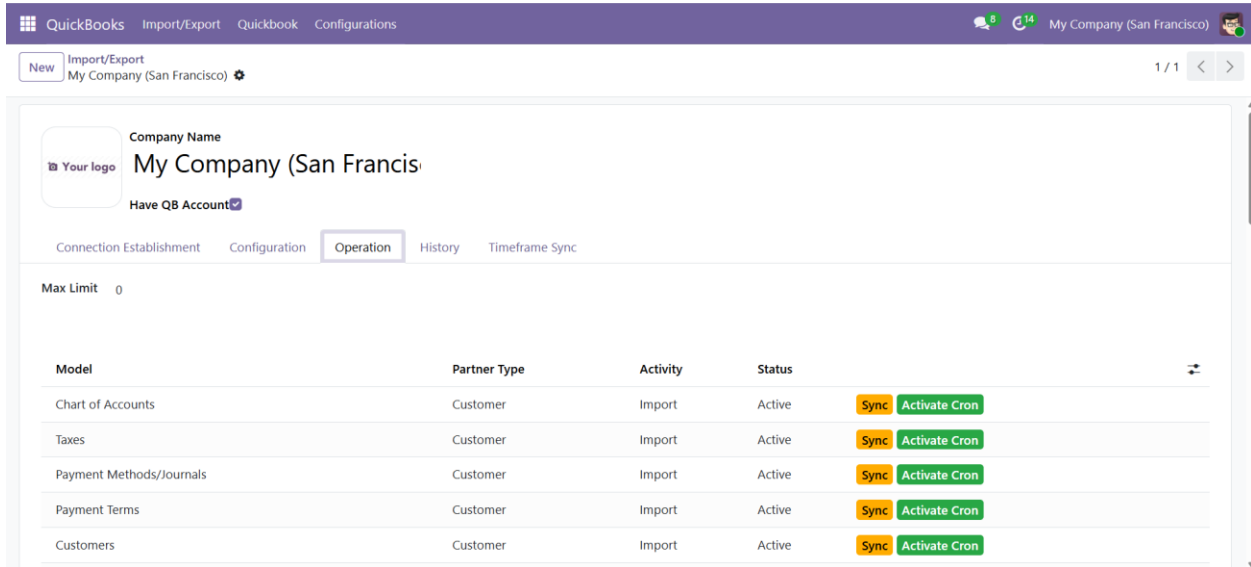 QuickBooks Import/Export Quickbook Configurations 8 14 My Company (San Francisco)
New Import/Export
My Company (San Francisco) 1 / 1
Company Name
Your logo My Company (San Francis
Have QB Account
Connection Establishment Configuration Operation History Timeframe Sync
Max Limit 0
Model Partner Type Activity Status
Chart of Accounts Customer Import Active Sync Activate Cron
Taxes Customer Import Active Sync Activate Cron
Payment Methods/Journals Customer Import Active Sync Activate Cron
Payment Terms Customer Import Active Sync Activate Cron
Customers Customer Import Active Sync Activate Cron